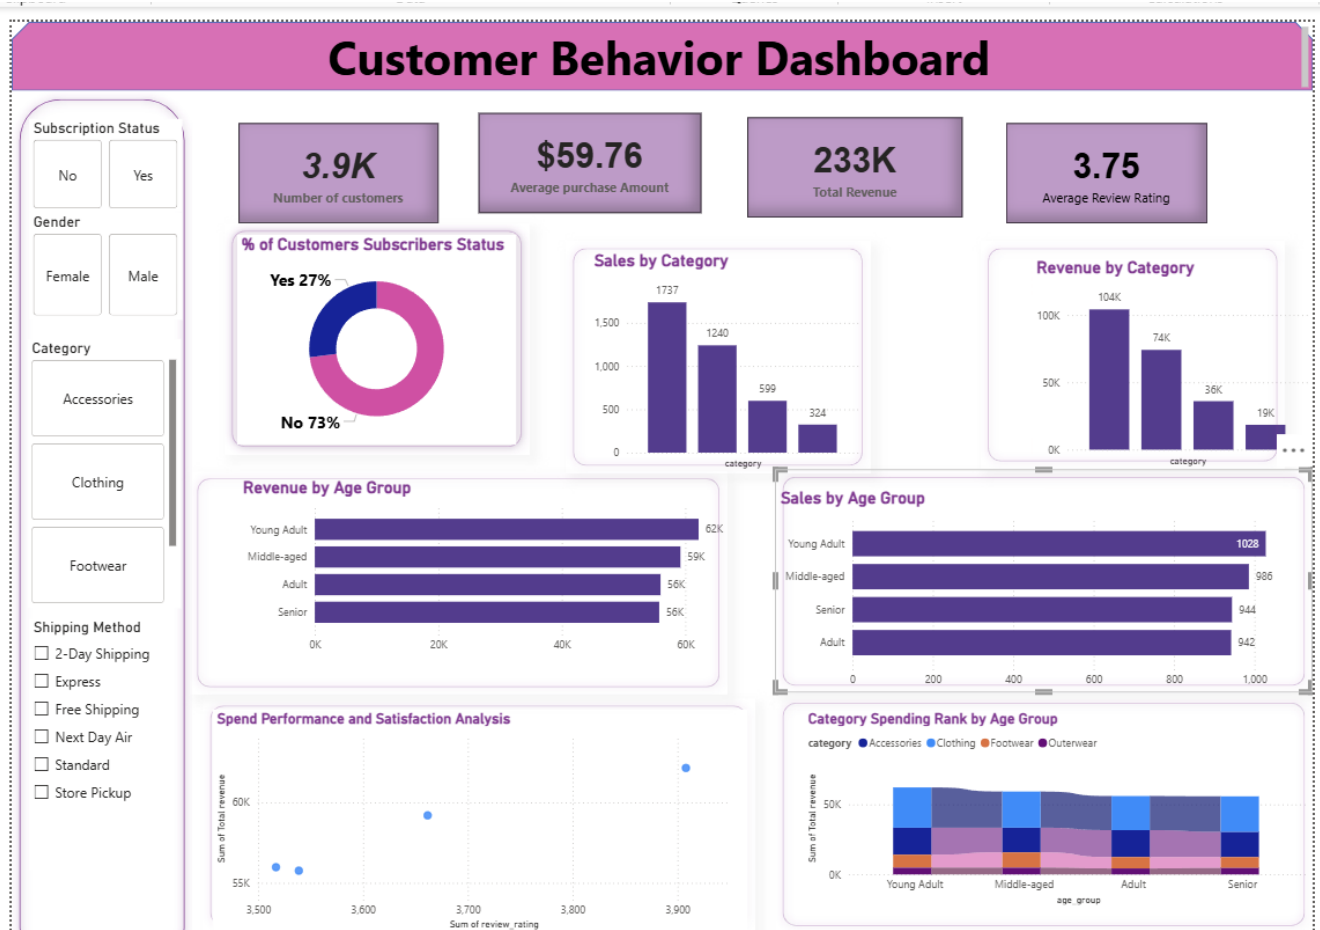 Customer Behavior Dashboard
Subscription Status
No
Yes
Gender
Female
Male
Category
Accessories
Clothing
Footwear
Shipping Method
2-Day Shipping
Express
Free Shipping
Next Day Air
Standard
Store Pickup
3.9K
Number of customers
$59.76
Average purchase Amount
233K
Total Revenue
3.75
Average Review Rating
% of Customers Subscribers Status
Yes 27%
No 73%
Sales by Category
1737
1240
599
324
1,500
1,000
500
0
category
Revenue by Category
104K
74K
36K
19K
100K
50K
0K
category
Revenue by Age Group
Young Adult
62K
Middle-aged
59K
Adult
56K
Senior
56K
0K
20K
40K
60K
Sales by Age Group
Young Adult
1028
Middle-aged
986
Senior
944
Adult
942
0
200
400
600
800
1,000
Spend Performance and Satisfaction Analysis
Sum of Total revenue
60K
55K
3,500
3,600
3,700
3,800
3,900
Sum of review_rating
Category Spending Rank by Age Group
category
Accessories
Clothing
Footwear
Outerwear
Sum of Total revenue
50K
0K
Young Adult
Middle-aged
Adult
Senior
age_group